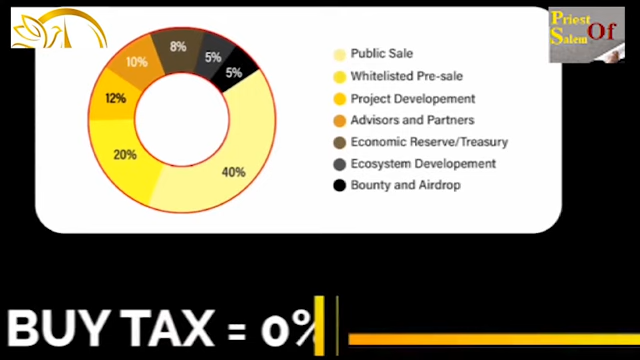 Priest
Of
Salem
8%
5%
5%
10%
12%
20%
40%
Public Sale
Whitelisted Pre-sale
Project Developement
Advisors and Partners
Economic Reserve/Treasury
Ecosystem Developement
Bounty and Airdrop
BUY TAX = 0%